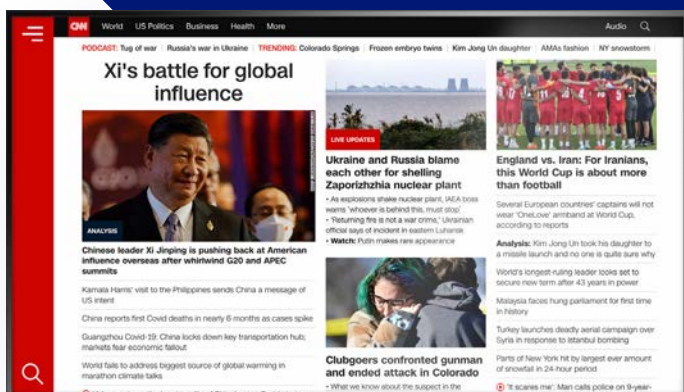 CNN World US Politics Business Health More Audio
PODCAST: Tug of war Russia's war in Ukraine TRENDING: Colorado Springs Frozen embryo twins Kim Jong Un daughter AMAs fashion NY snowstorm
Xi's battle for global
influence
ANALYSIS
Chinese leader Xi Jinping is pushing back at American
influence overseas after whirlwind G20 and APEC
summits
Kamala Harris' visit to the Philippines sends China a message of
US intent
China reports first Covid deaths in nearly 6 months as cases spike
Guangzhou Covid-19: China locks down key transportation hub;
markets fear economic fallout
World fails to address biggest source of global warming in
marathon climate talks
LIVE UPDATES
Ukraine and Russia blame
each other for shelling
Zaporizhzhia nuclear plant
• As explosions shake nuclear plant, IAEA boss
warns 'whoever is behind this, must stop'
• 'Returning fire is not a war crime,' Ukrainian
official says of incident in eastern Luhansk
• Watch: Putin makes rare appearance
Clubgoers confronted gunman
and ended attack in Colorado
• What we know about the suspect in the
England vs. Iran: For Iranians,
this World Cup is about more
than football
Several European countries' captains will not
wear 'OneLove' armband at World Cup,
according to reports
Analysis: Kim Jong Un took his daughter to
a missile launch and no one is quite sure why
World's longest-ruling leader looks set to
secure new term after 43 years in power
Malaysia faces hung parliament for first time
in history
Turkey launches deadly aerial campaign over
Syria in response to Istanbul bombing
Parts of New York hit by largest ever amount
of snowfall in 24-hour period
'It scares me'. Man calls police on 9-year-